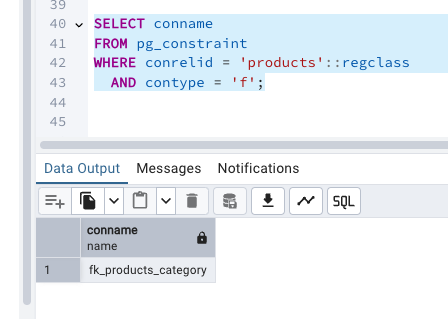 39
40 SELECT conname
41 FROM pg_constraint
42 WHERE conrelid = 'products'::regclass
43   AND contype = 'f';
44
45
Data Output Messages Notifications
SQL
conname
name
1 fk_products_category